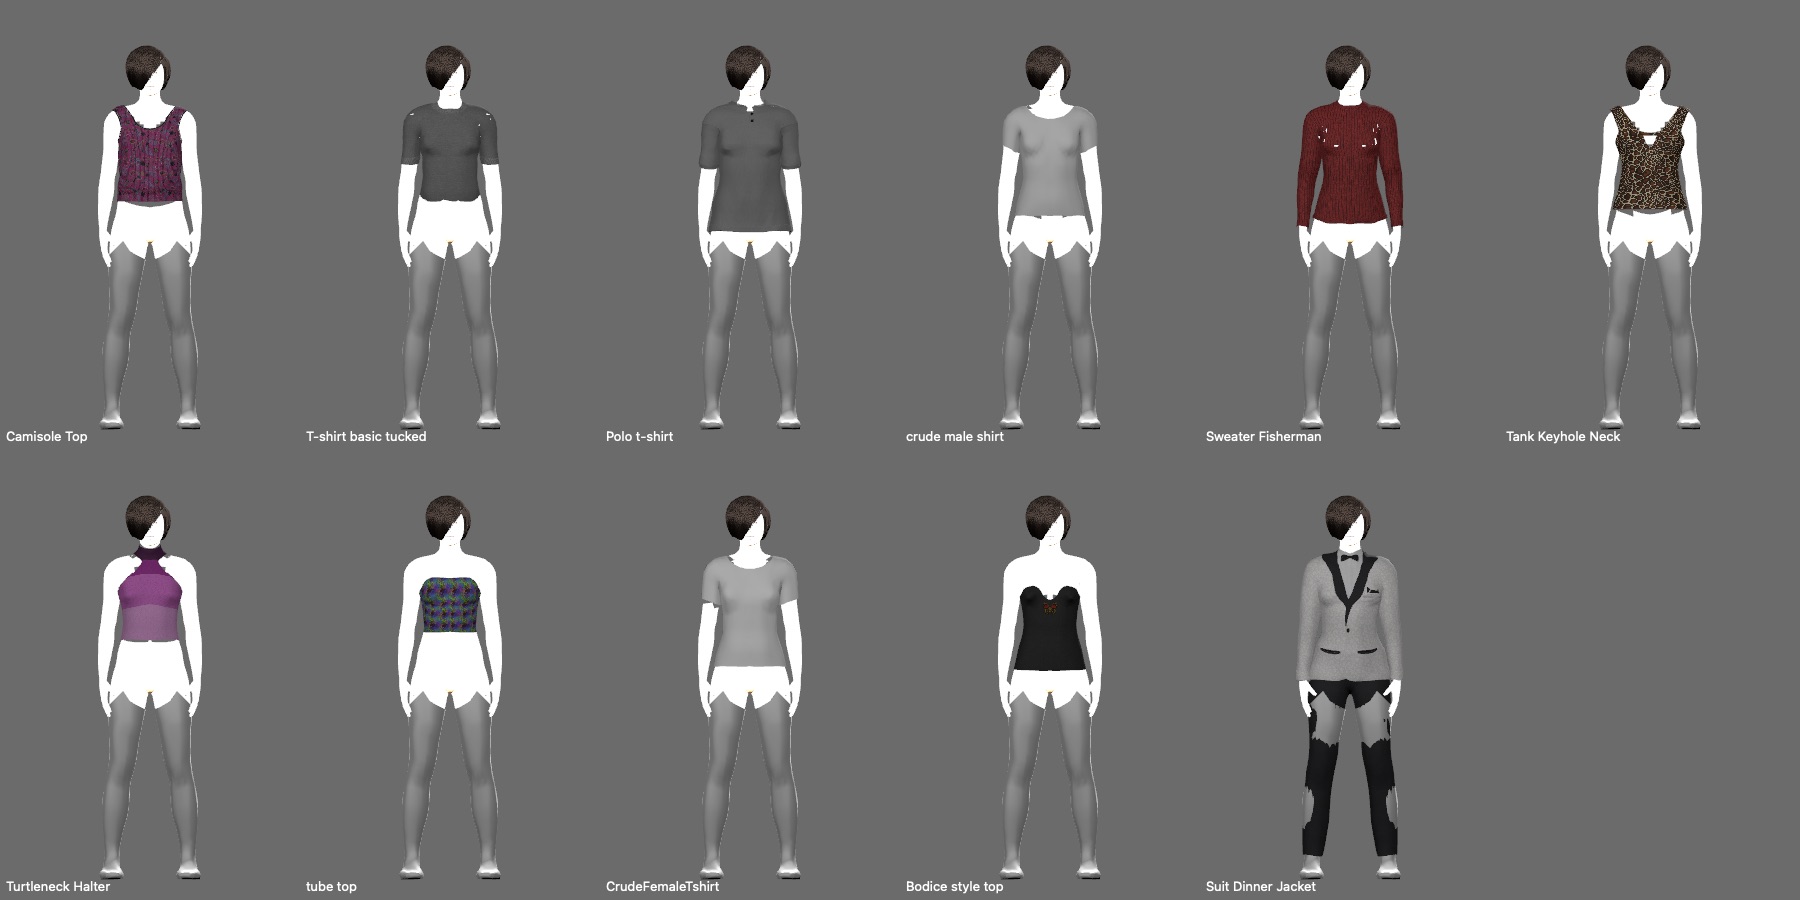 Camisole Top
T-shirt basic tucked
Polo t-shirt
crude male shirt
Sweater Fisherman
Tank Keyhole Neck
Turtleneck Halter
tube top
CrudeFemaleTshirt
Bodice style top
Suit Dinner Jacket